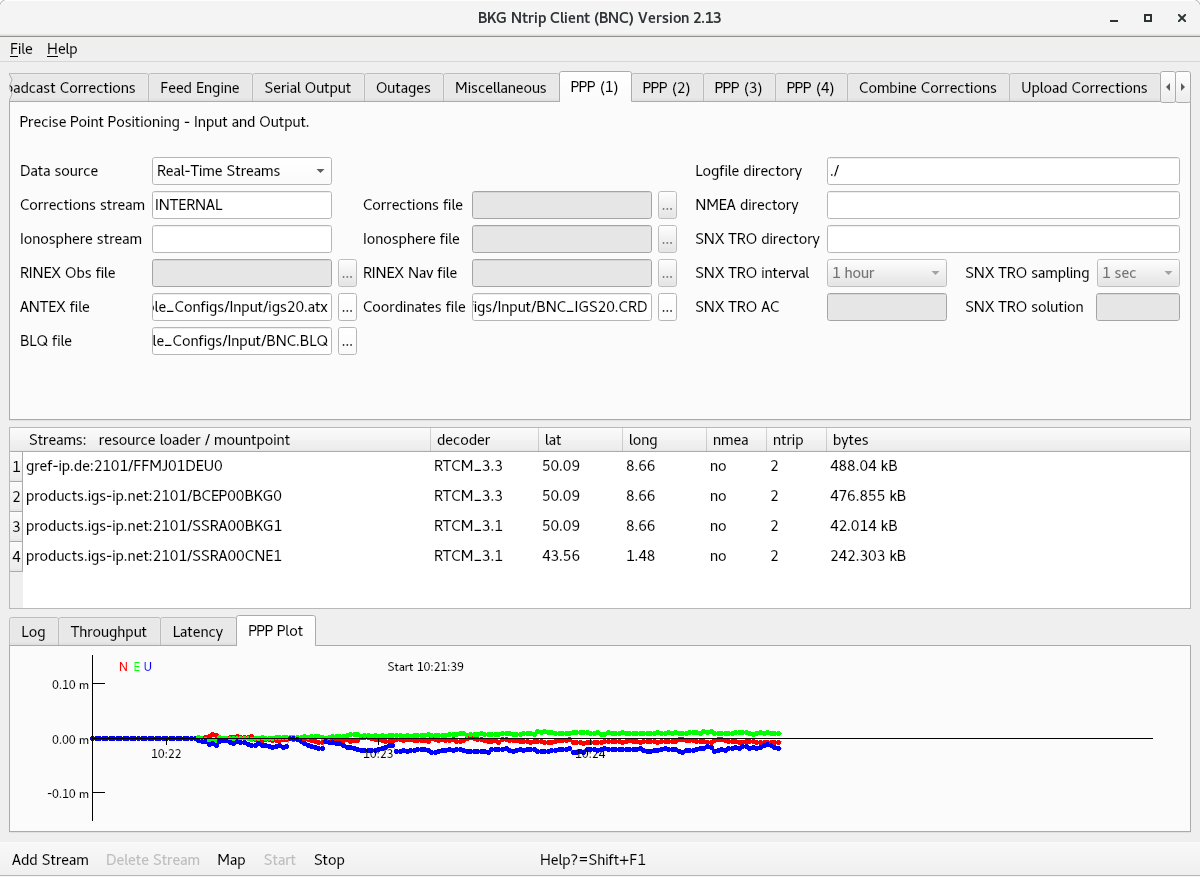 BKG Ntrip Client (BNC) Version 2.13
File Help
oadcast Corrections Feed Engine Serial Output Outages Miscellaneous PPP (1) PPP (2) PPP (3) PPP (4) Combine Corrections Upload Corrections
Precise Point Positioning - Input and Output.
Data source Real-Time Streams Logfile directory ./
Corrections stream INTERNAL Corrections file ... NMEA directory
Ionosphere stream Ionosphere file ... SNX TRO directory
RINEX Obs file ... RINEX Nav file ... SNX TRO interval 1 hour SNX TRO sampling 1 sec
ANTEX file ple_Configs/Input/igs20.atx ... Coordinates file igs/Input/BNC_IGS20.CRD ... SNX TRO AC SNX TRO solution
BLQ file le_Configs/Input/BNC.BLQ ...
Streams: resource loader / mountpoint decoder lat long nmea ntrip bytes
1 gref-ip.de:2101/FFMJ01DEU0 RTCM_3.3 50.09 8.66 no 2 488.04 kB
2 products.igs-ip.net:2101/BCEP00BKG0 RTCM_3.3 50.09 8.66 no 2 476.855 kB
3 products.igs-ip.net:2101/SSRA00BKG1 RTCM_3.1 50.09 8.66 no 2 42.014 kB
4 products.igs-ip.net:2101/SSRA00CNE1 RTCM_3.1 43.56 1.48 no 2 242.303 kB
Log Throughput Latency PPP Plot
N E U Start 10:21:39
0.10 m
0.00 m
10:22 10:23 10:24
-0.10 m
Add Stream Delete Stream Map Start Stop Help?=Shift+F1